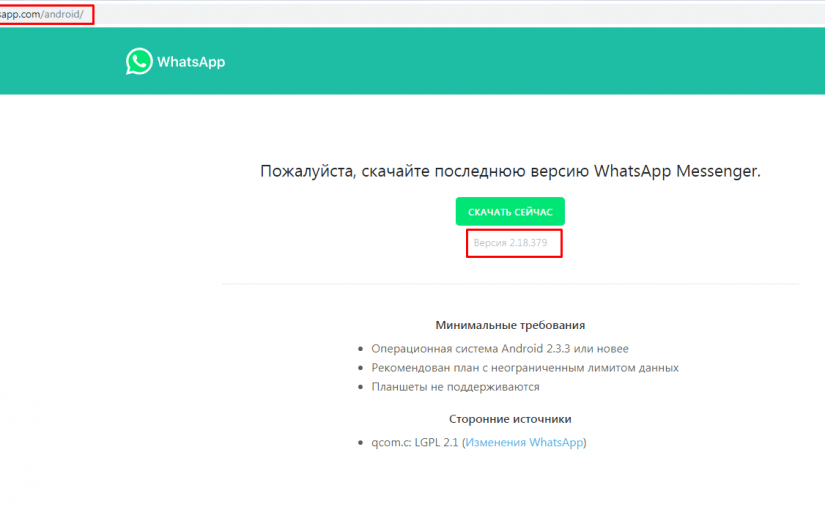 sapp.com/android/
WhatsApp
Пожалуйста, скачайте последнюю версию WhatsApp Messenger.
СКАЧАТЬ СЕЙЧАС
Версия 2.18.379
Минимальные требования
Операционная система Android 2.3.3 или новее
Рекомендован план с неограниченным лимитом данных
Планшеты не поддерживаются
Сторонние источники
qcom.c: LGPL 2.1 (Изменения WhatsApp)